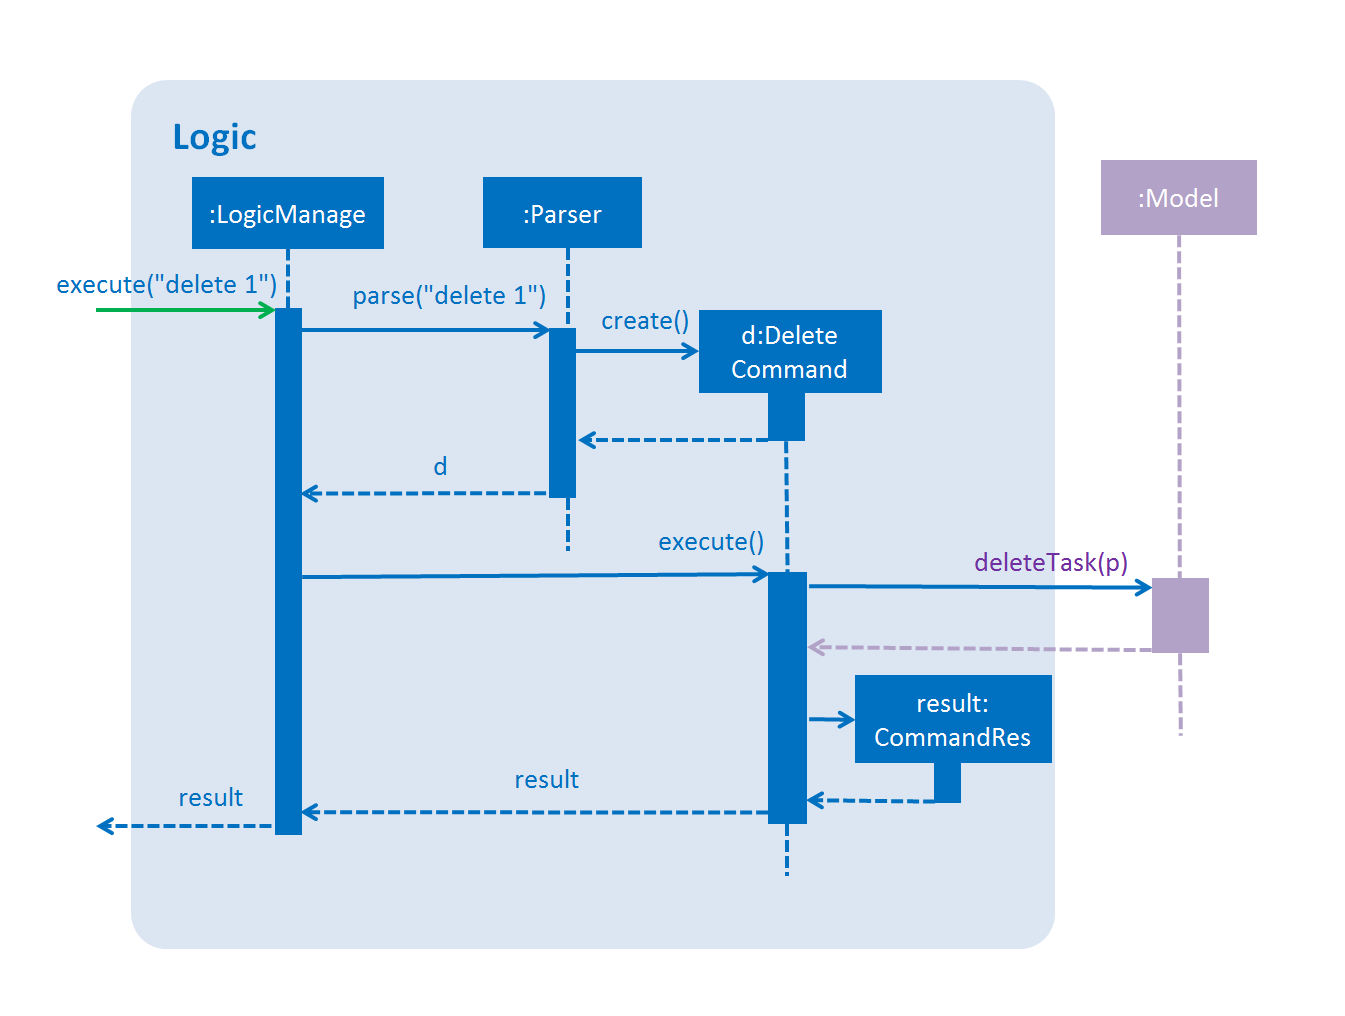 Logic
:LogicManage
:Parser
:Model
execute("delete 1")
parse("delete 1")
create()
d:Delete
Command
d
execute()
deleteTask(p)
result:
CommandRes
result
result